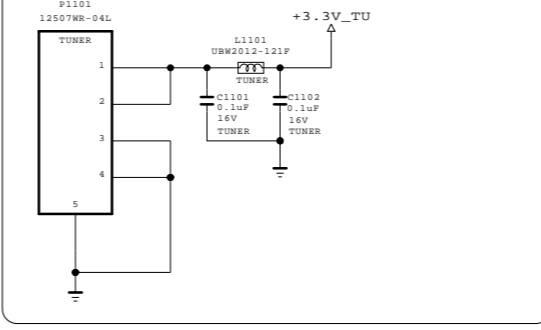 P1101
12507WR-04L
TUNER
1
2
3
4
5
+3.3V_TU
L1101
UBW2012-121F
TUNER
C1101
0.1uF
16V
TUNER
C1102
0.1uF
16V
TUNER